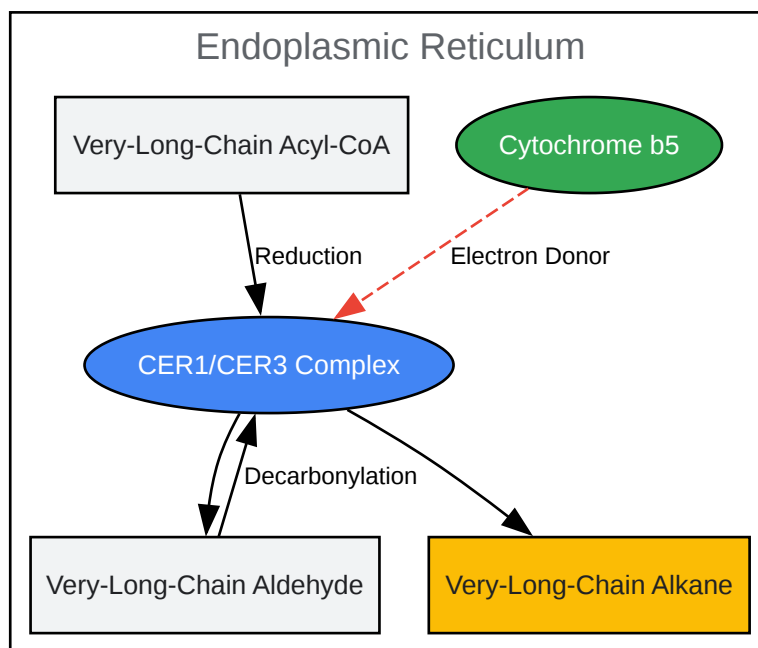 Endoplasmic Reticulum
Very-Long-Chain Acyl-CoA
Cytochrome b5
Reduction
Electron Donor
CER1/CER3 Complex
Decarbonylation
Very-Long-Chain Aldehyde
Very-Long-Chain Alkane